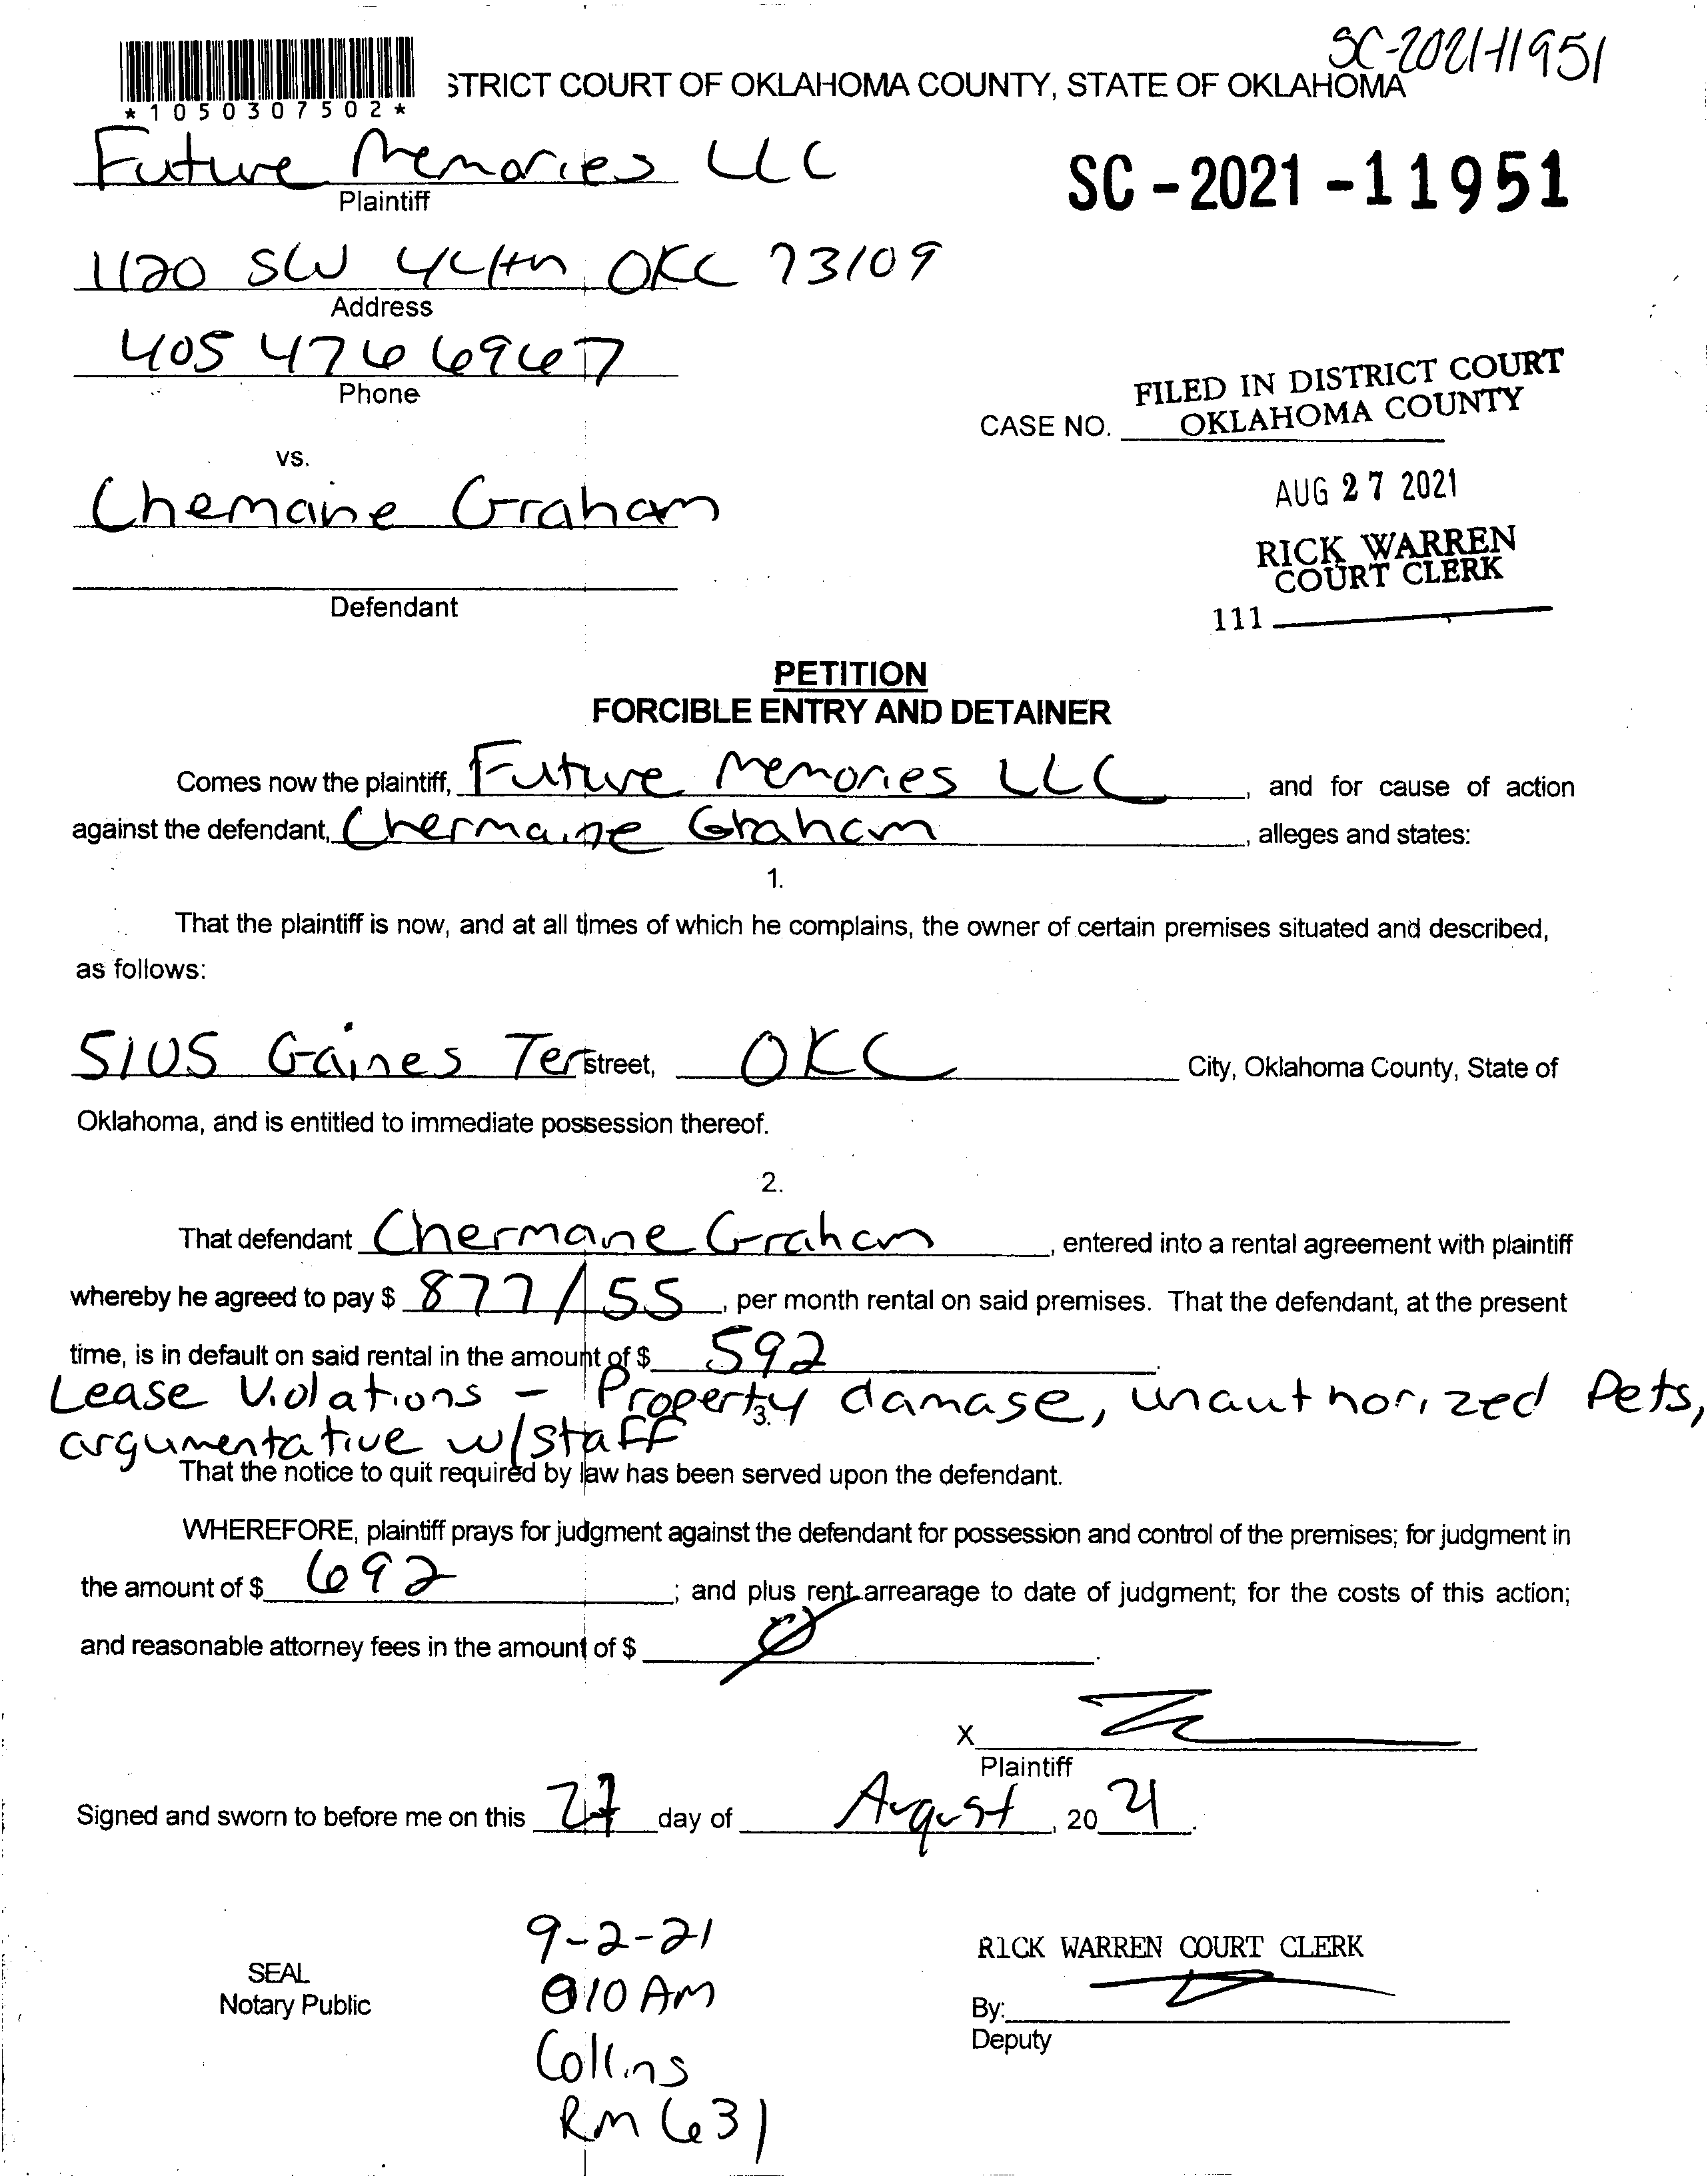 SC-2021-11951
*1050307502*
STRICT COURT OF OKLAHOMA COUNTY, STATE OF OKLAHOMA
Future Memories LLC
Plaintiff
SC-2021-11951
1120 SW 44th OKC 73109
Address
405 476 6967
Phone
FILED IN DISTRICT COURT
CASE NO. OKLAHOMA COUNTY
vs.
AUG 27 2021
Chemaine Graham
RICK WARREN
COURT CLERK
Defendant
111
PETITION
FORCIBLE ENTRY AND DETAINER
Comes now the plaintiff, Future Memories LLC, and for cause of action
against the defendant, Chermaine Graham, alleges and states:
1.
That the plaintiff is now, and at all times of which he complains, the owner of certain premises situated and described,
as follows:
5105 Gaines Ter street, OKC City, Oklahoma County, State of
Oklahoma, and is entitled to immediate possession thereof.
2.
That defendant Chermaine Graham, entered into a rental agreement with plaintiff
whereby he agreed to pay $ 877/55, per month rental on said premises. That the defendant, at the present
time, is in default on said rental in the amount of $ 592.
Lease Violations - Property damage, unauthorized Pets,
3.
argumentative w/staff
That the notice to quit required by law has been served upon the defendant.
WHEREFORE, plaintiff prays for judgment against the defendant for possession and control of the premises; for judgment in
the amount of $ 692; and plus rent arrearage to date of judgment; for the costs of this action;
and reasonable attorney fees in the amount of $ Ø.
X
Plaintiff
Signed and sworn to before me on this 27 day of August, 2021.
9-2-21
RICK WARREN COURT CLERK
SEAL
Notary Public
@10 AM
By:
Deputy
Collins
Rm 631